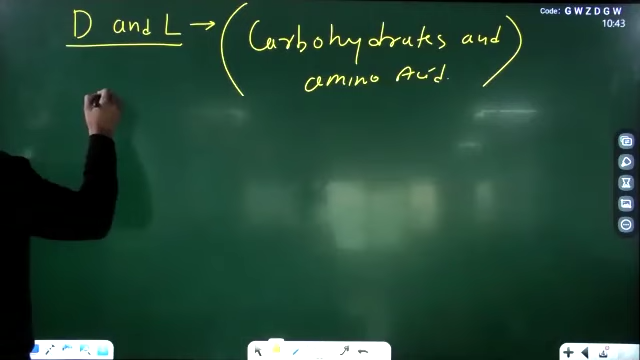 Code: GWZDGW
10:43
D and L → (Carbohydrates and
amino Acid.)